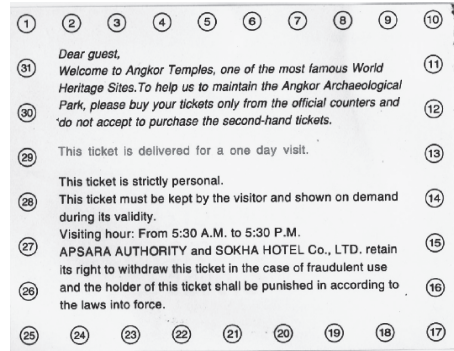 1 2 3 4 5 6 7 8 9 10
Dear guest,
31 Welcome to Angkor Temples, one of the most famous World 11
Heritage Sites.To help us to maintain the Angkor Archaeological
Park, please buy your tickets only from the official counters and
30 do not accept to purchase the second-hand tickets. 12
29 This ticket is delivered for a one day visit. 13
This ticket is strictly personal.
28 This ticket must be kept by the visitor and shown on demand 14
during its validity.
Visiting hour: From 5:30 A.M. to 5:30 P.M.
27 APSARA AUTHORITY and SOKHA HOTEL Co., LTD. retain 15
its right to withdraw this ticket in the case of fraudulent use
26 and the holder of this ticket shall be punished in according to 16
the laws into force.
25 24 23 22 21 20 19 18 17